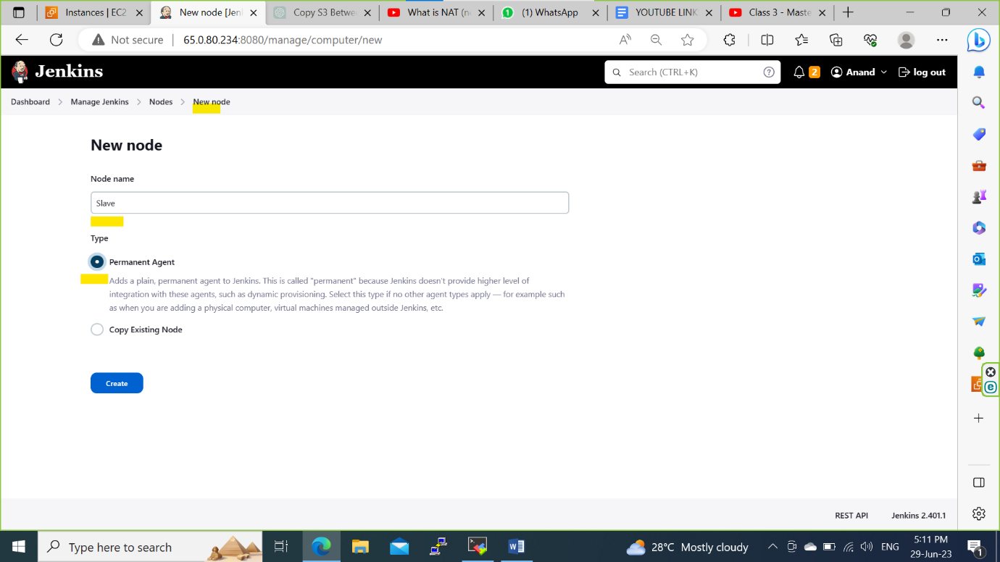 Instances | EC2
New node [Jen
Copy S3 Betwe
What is NAT (n
(1) WhatsApp
YOUTUBE LINK
Class 3 - Maste
Not secure
65.0.80.234:8080/manage/computer/new
Jenkins
Search (CTRL+K)
2
Anand
log out
Dashboard
Manage Jenkins
Nodes
New node
New node
Node name
Slave
Type
Permanent Agent
Adds a plain, permanent agent to Jenkins. This is called "permanent" because Jenkins doesn't provide higher level of
integration with these agents, such as dynamic provisioning. Select this type if no other agent types apply — for example such
as when you are adding a physical computer, virtual machines managed outside Jenkins, etc.
Copy Existing Node
Create
REST API
Jenkins 2.401.1
Type here to search
28°C Mostly cloudy
ENG
5:11 PM
29-Jun-23
1